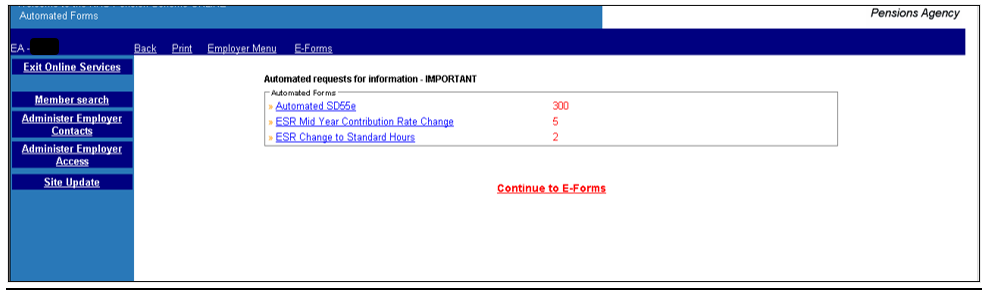 Automated Forms
Pensions Agency
EA -
Back Print Employer Menu E-Forms
Exit Online Services
Member search
Administer Employer
Contacts
Administer Employer
Access
Site Update
Automated requests for information - IMPORTANT
Automated Forms
» Automated SD55e 300
» ESR Mid Year Contribution Rate Change 5
» ESR Change to Standard Hours 2
Continue to E-Forms